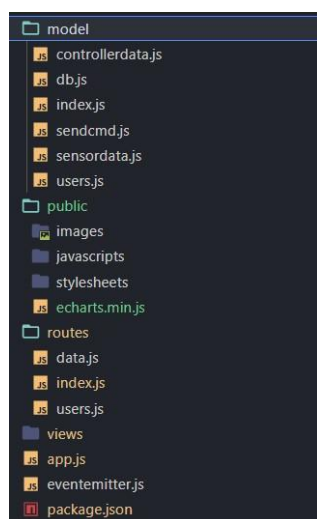 model
controllerdata.js
db.js
index.js
sendcmd.js
sensordata.js
users.js
public
images
javascripts
stylesheets
echarts.min.js
routes
data.js
index.js
users.js
views
app.js
eventemitter.js
package.json